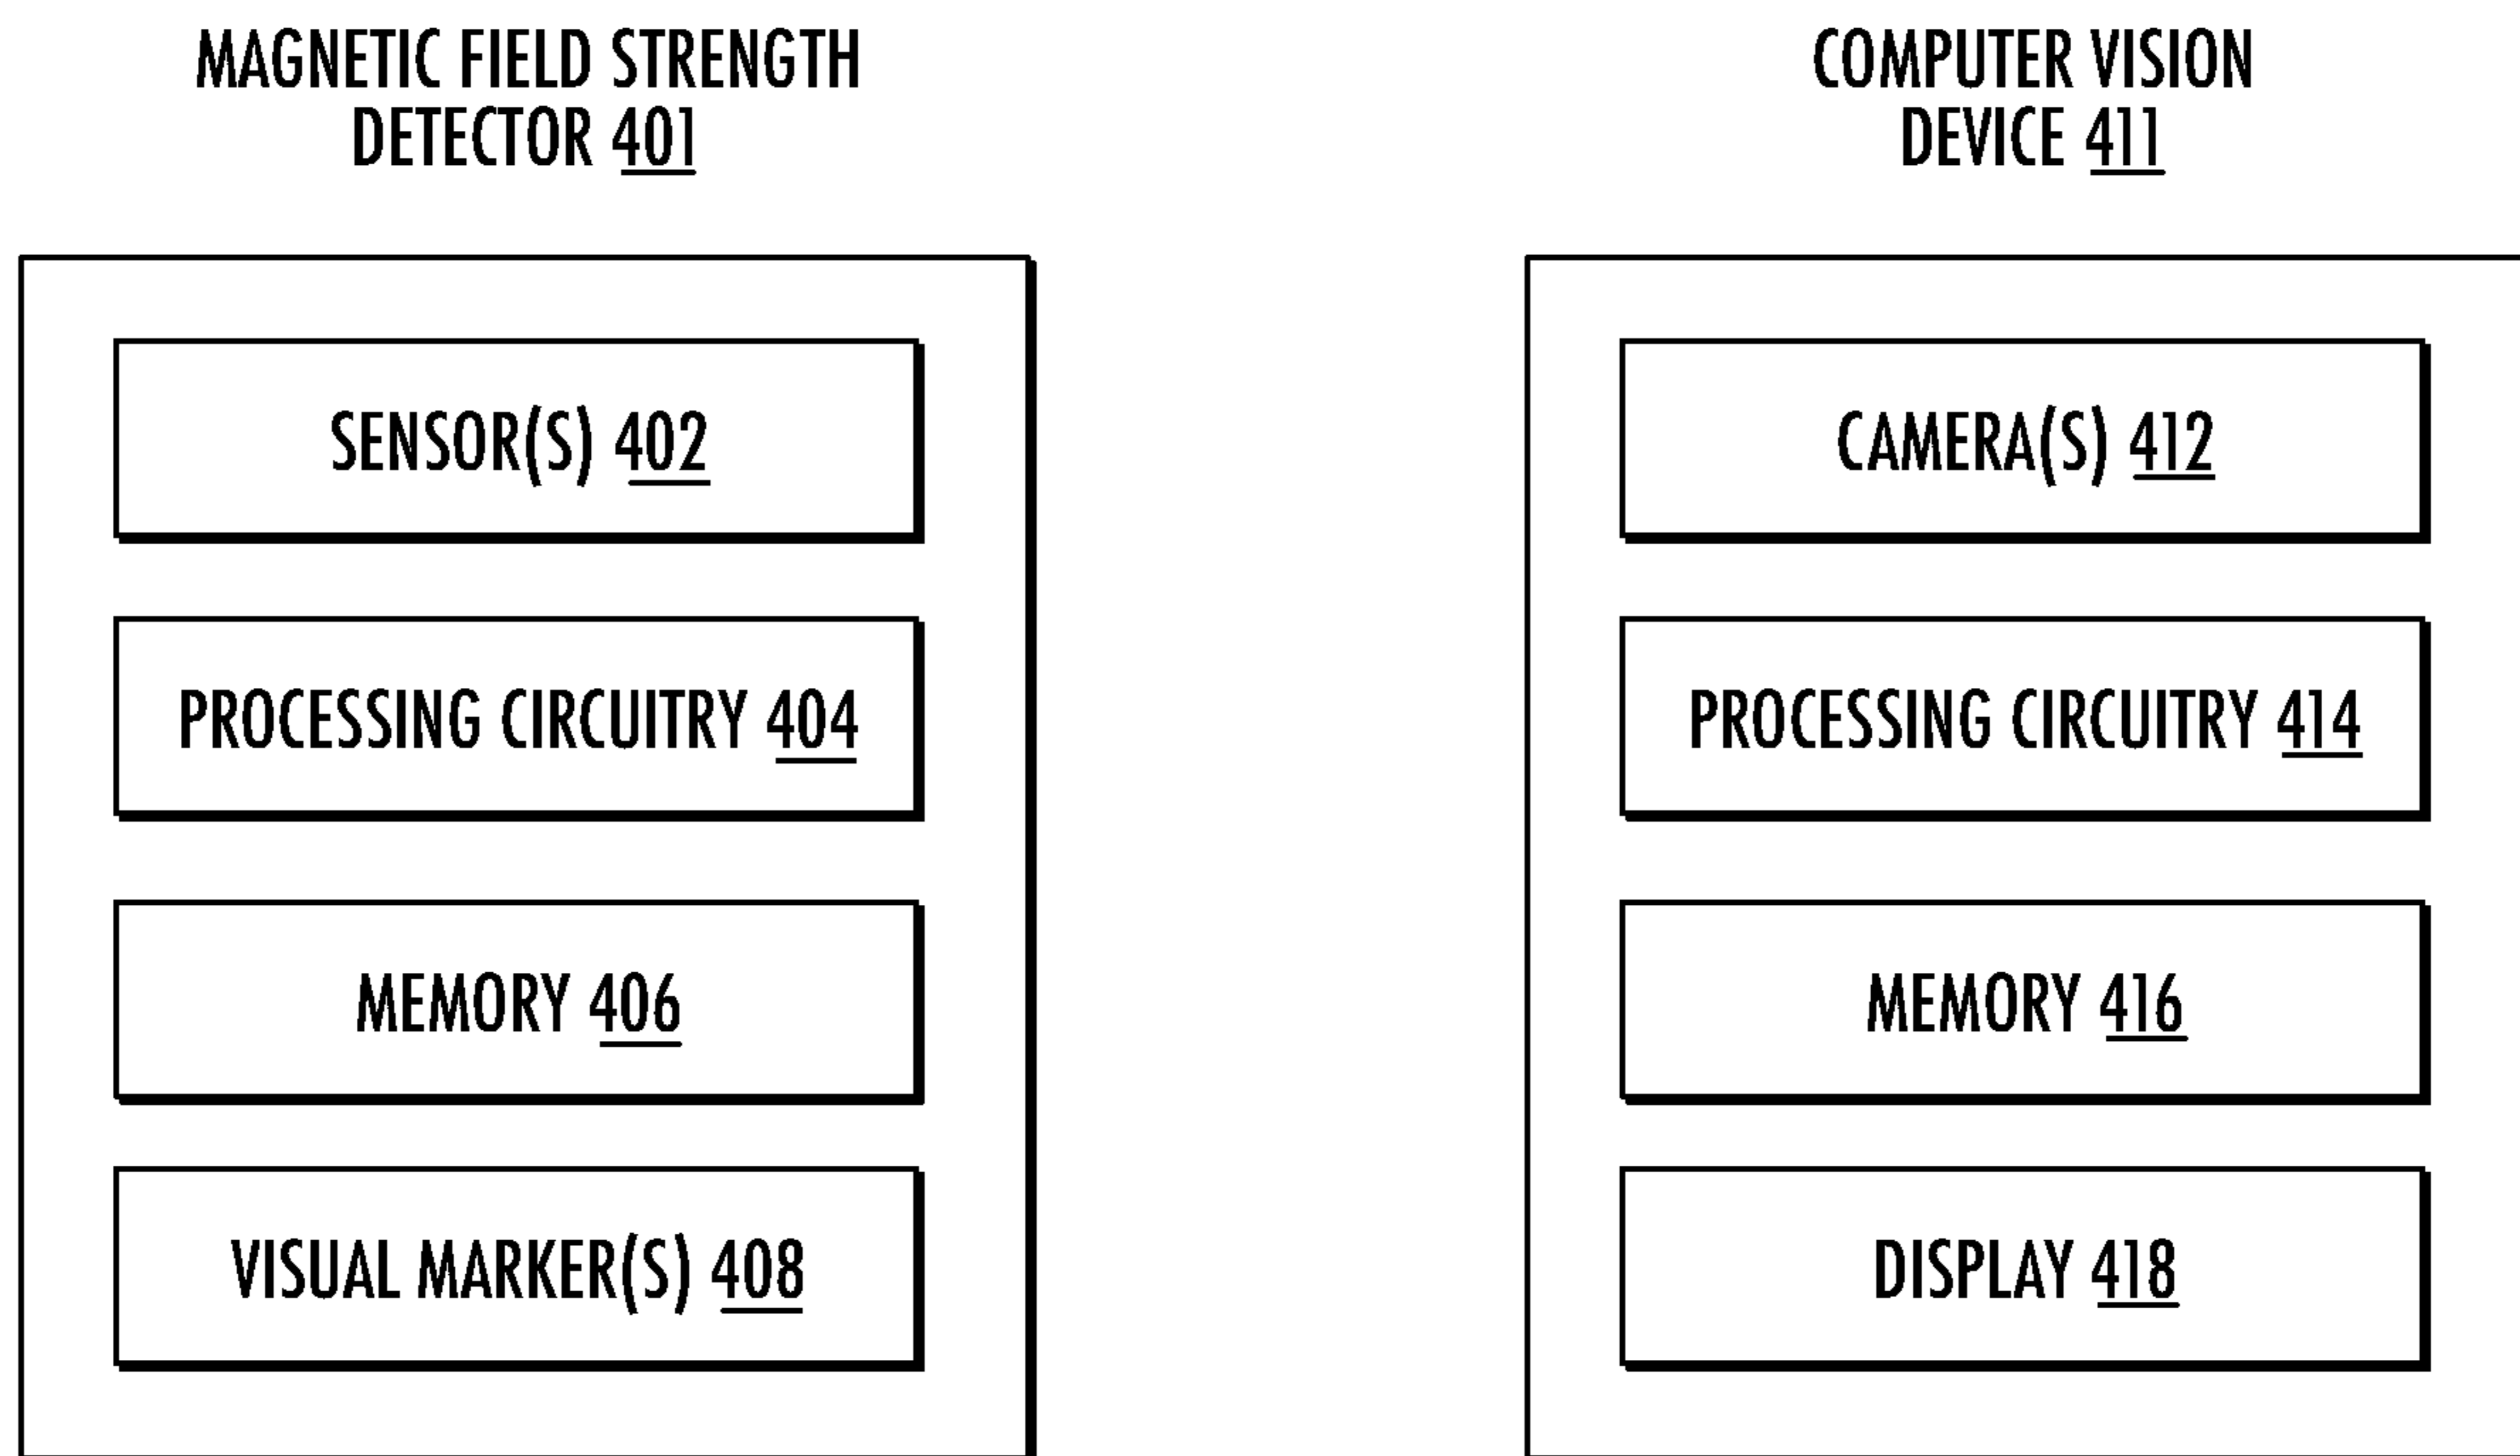 MAGNETIC FIELD STRENGTH
DETECTOR 401
SENSOR(S) 402
PROCESSING CIRCUITRY 404
MEMORY 406
VISUAL MARKER(S) 408
COMPUTER VISION
DEVICE 411
CAMERA(S) 412
PROCESSING CIRCUITRY 414
MEMORY 416
DISPLAY 418